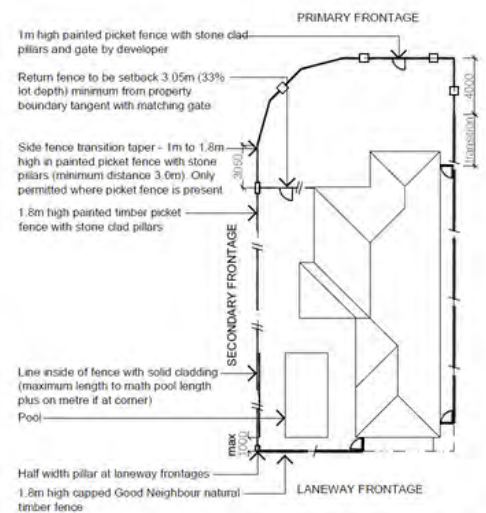 PRIMARY FRONTAGE
1m high painted picket fence with stone clad
pillars and gate by developer
Return fence to be setback 3.05m (33%
lot depth) minimum from property
boundary tangent with matching gate
4000
transition
Side fence transition taper - 1m to 1.8m
high in painted picket fence with stone
pillars (minimum distance 3.0m). Only
permitted where picket fence is present
3050
1.8m high painted timber picket
fence with stone clad pillars
SECONDARY FRONTAGE
Line inside of fence with solid cladding
(maximum length to math pool length
plus on metre if at corner)
Pool
max
1000
Half width pillar at laneway frontages
1.8m high capped Good Neighbour natural
timber fence
LANEWAY FRONTAGE